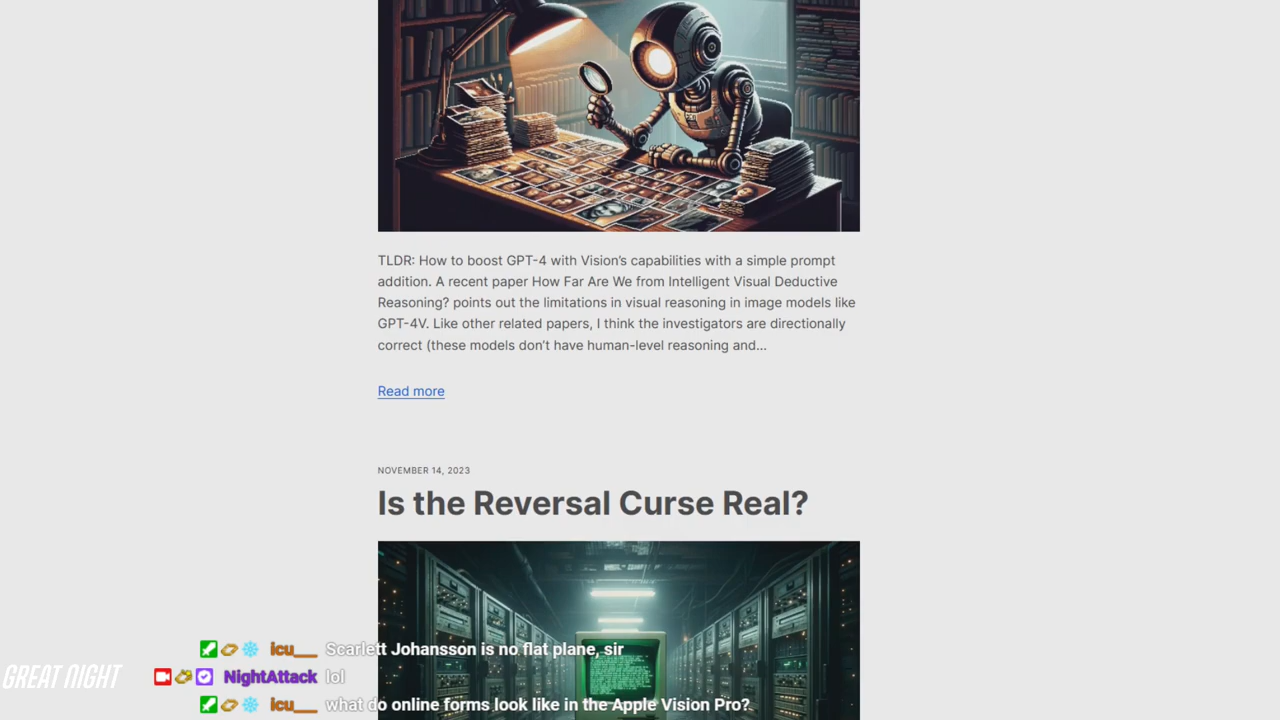 TLDR: How to boost GPT-4 with Vision’s capabilities with a simple prompt
addition. A recent paper How Far Are We from Intelligent Visual Deductive
Reasoning? points out the limitations in visual reasoning in image models like
GPT-4V. Like other related papers, I think the investigators are directionally
correct (these models don’t have human-level reasoning and...
Read more
NOVEMBER 14, 2023
Is the Reversal Curse Real?
icu__ Scarlett Johansson is no flat plane, sir
GREAT NIGHT
NightAttack lol
icu__ what do online forms look like in the Apple Vision Pro?